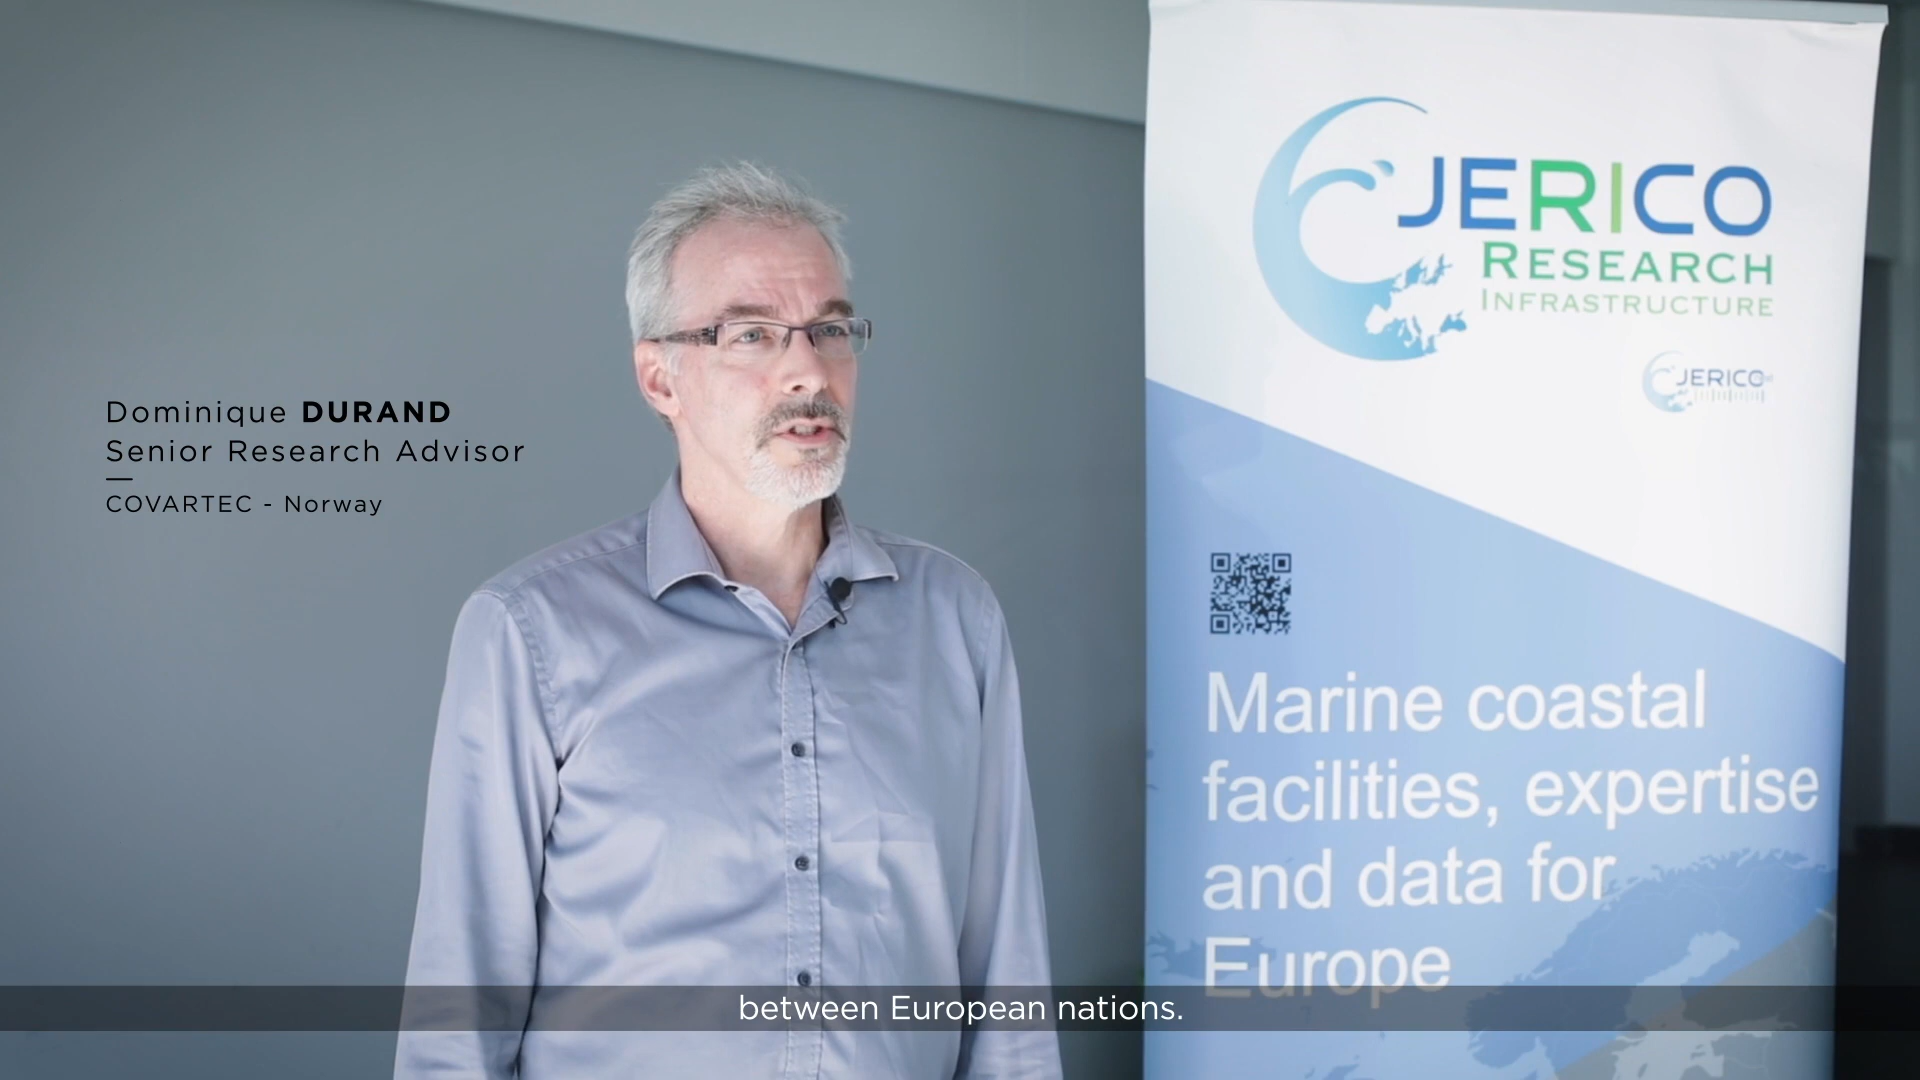 Dominique DURAND
Senior Research Advisor
COVARTEC - Norway
JERICO
RESEARCH
INFRASTRUCTURE
JERICO
Marine coastal
facilities, expertise
and data for
Europe
between European nations.